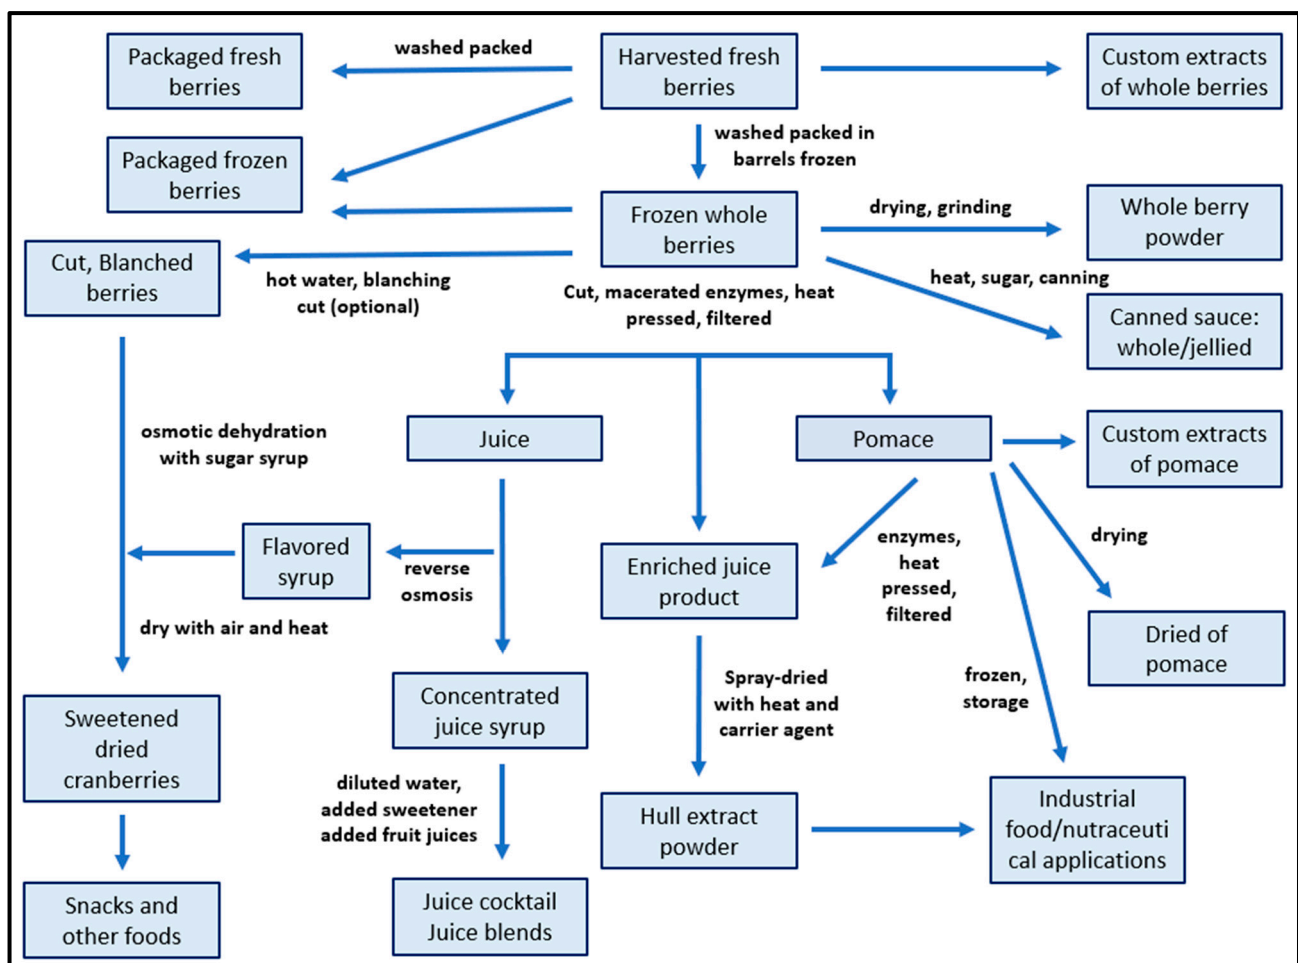 Packaged fresh
berries
washed packed
Harvested fresh
berries
Custom extracts
of whole berries
washed packed in
barrels frozen
Packaged frozen
berries
Frozen whole
berries
drying, grinding
Whole berry
powder
Cut, Blanched
berries
hot water, blanching
cut (optional)
Cut, macerated enzymes, heat
pressed, filtered
heat, sugar, canning
Canned sauce:
whole/jellied
Juice
Pomace
Custom extracts
of pomace
osmotic dehydration
with sugar syrup
Flavored
syrup
reverse
osmosis
Enriched juice
product
enzymes,
heat
pressed,
filtered
drying
dry with air and heat
Dried of
pomace
Sweetened
dried
cranberries
Concentrated
juice syrup
Spray-dried
with heat and
carrier agent
frozen,
storage
diluted water,
added sweetener
added fruit juices
Hull extract
powder
Industrial
food/nutraceuti
cal applications
Snacks and
other foods
Juice cocktail
Juice blends